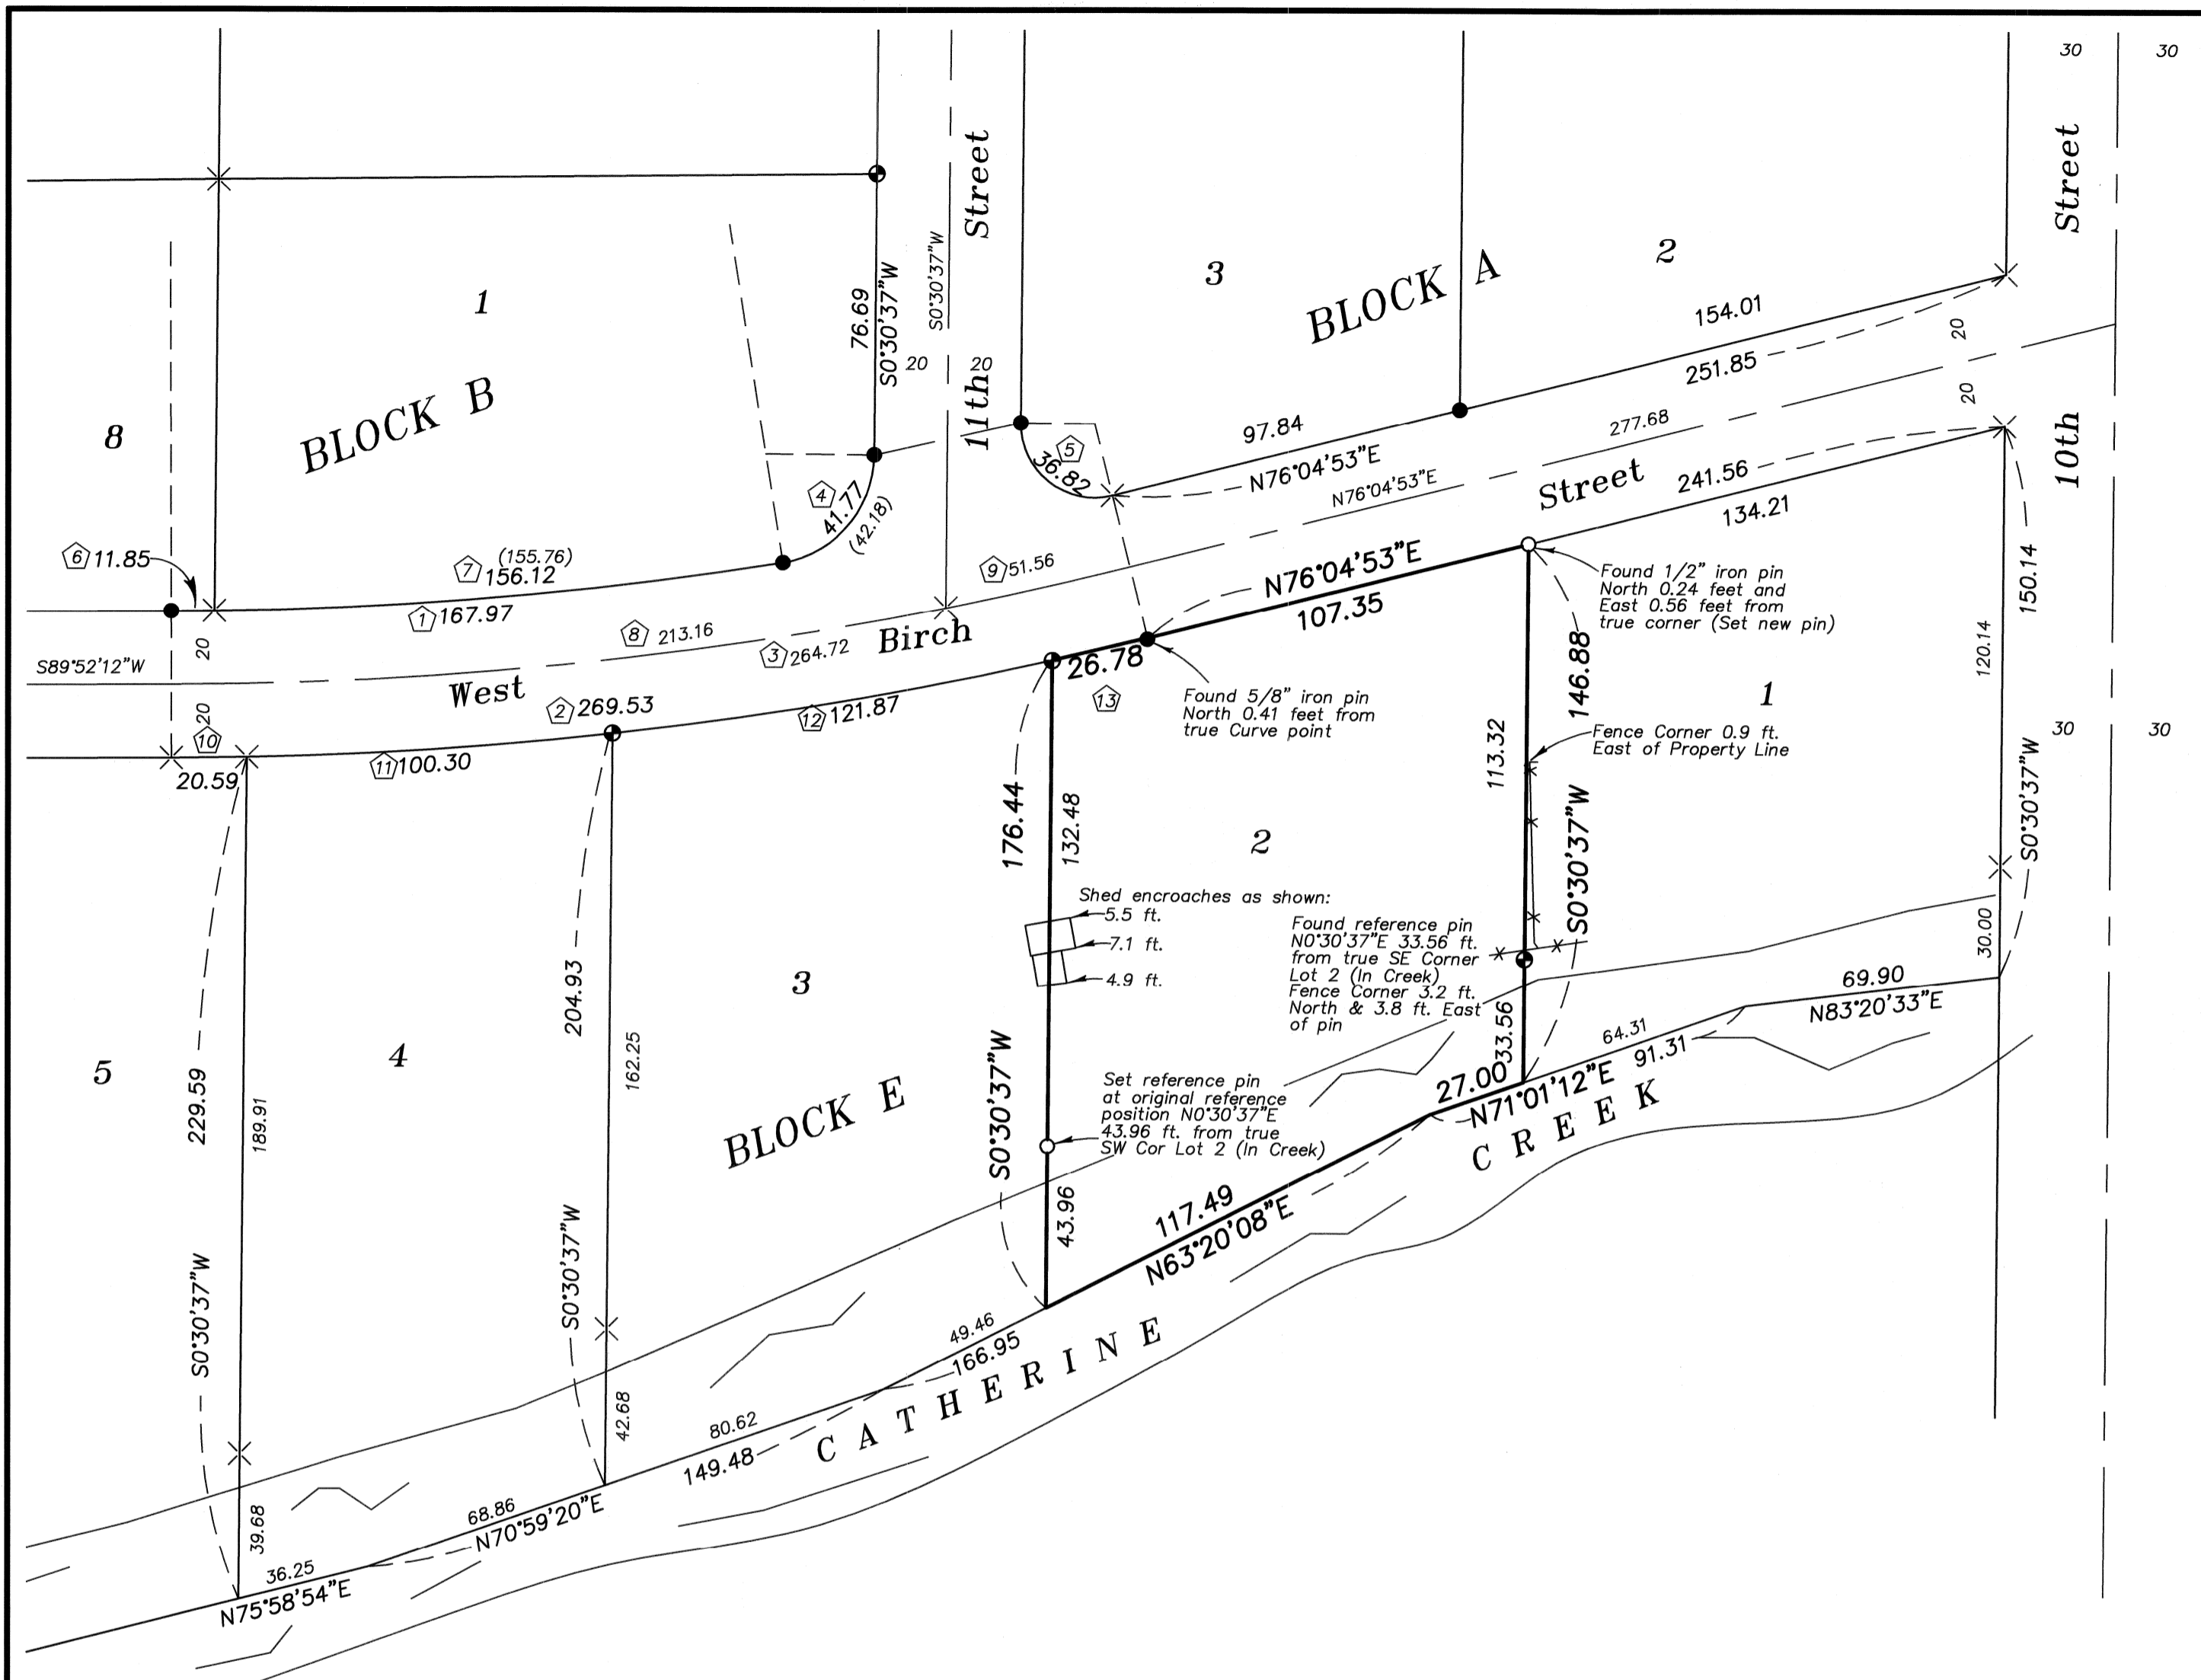 30
30
Street
10th
Street
11th
S0°30'37"W
20
20
3
BLOCK A
2
154.01
251.85
20
20
1
BLOCK B
8
76.69
S0°30'37"W
97.84
N76°04'53"E
5
36.82
277.68
N76°04'53"E
Street
241.56
134.21
4
41.77
(42.18)
6 11.85
7 (155.76)
156.12
1 167.97
9 51.56
N76°04'53"E
107.35
8 213.16
3 264.72
Birch
West
S89°52'12"W
20
20
10
20.59
2 269.53
11 100.30
12 121.87
26.78
13
Found 1/2" iron pin
North 0.24 feet and
East 0.56 feet from
true corner (Set new pin)
Found 5/8" iron pin
North 0.41 feet from
true Curve point
146.88
113.32
Fence Corner 0.9 ft.
East of Property Line
1
150.14
120.14
30
30
S0°30'37"W
30.00
176.44
132.48
2
S0°30'37"W
Shed encroaches as shown:
5.5 ft.
7.1 ft.
4.9 ft.
Found reference pin
N0°30'37"E 33.56 ft.
from true SE Corner
Lot 2 (In Creek)
Fence Corner 3.2 ft.
North & 3.8 ft. East
of pin
33.56
69.90
N83°20'33"E
64.31
91.31
27.00
N71°01'12"E
CREEK
3
204.93
162.25
4
5
229.59
189.91
BLOCK E
S0°30'37"W
Set reference pin
at original reference
position N0°30'37"E
43.96 ft. from true
SW Cor Lot 2 (In Creek)
43.96
117.49
N63°20'08"E
S0°30'37"W
S0°30'37"W
49.46
166.95
CATHERINE
42.68
80.62
149.48
39.68
68.86
N70°59'20"E
36.25
N75°58'54"E